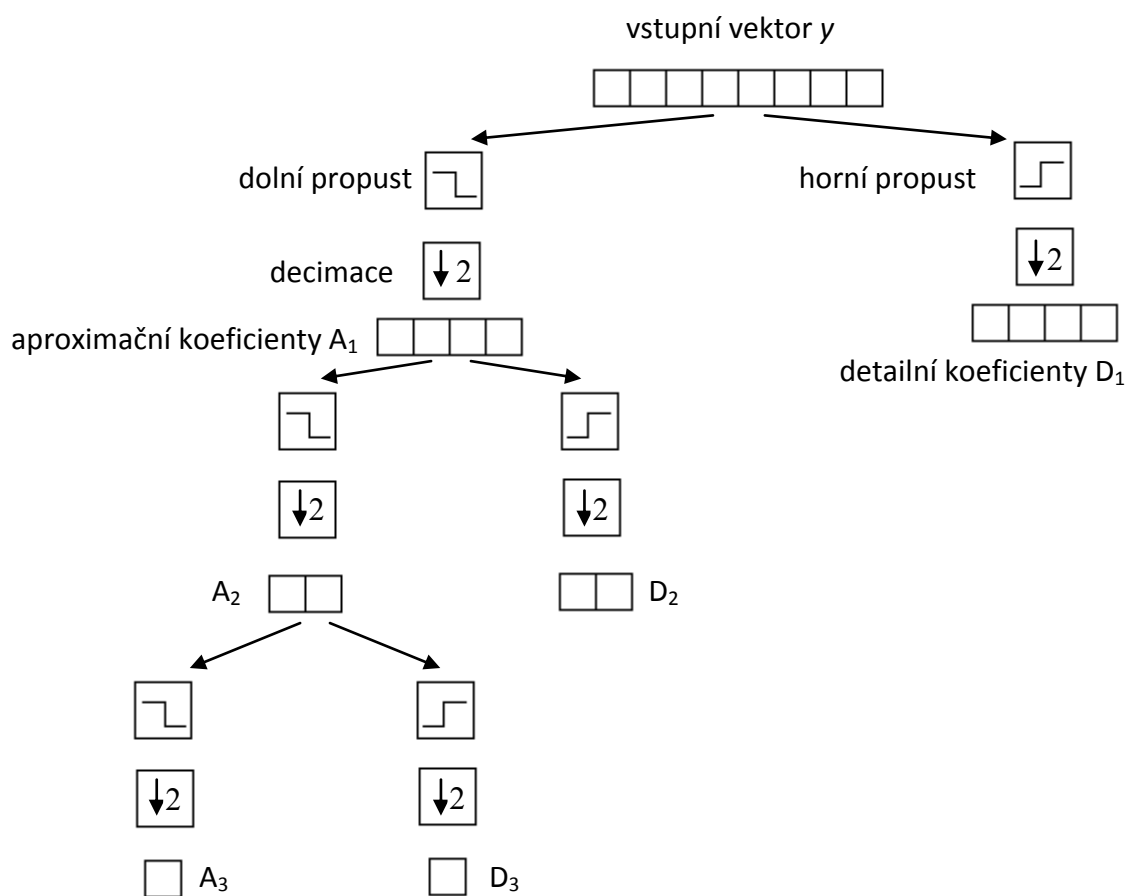 vstupní vektor y
dolní propust
horní propust
decimace
2
2
aproximační koeficienty A1
detailní koeficienty D1
2
2
A2
D2
2
2
A3
D3